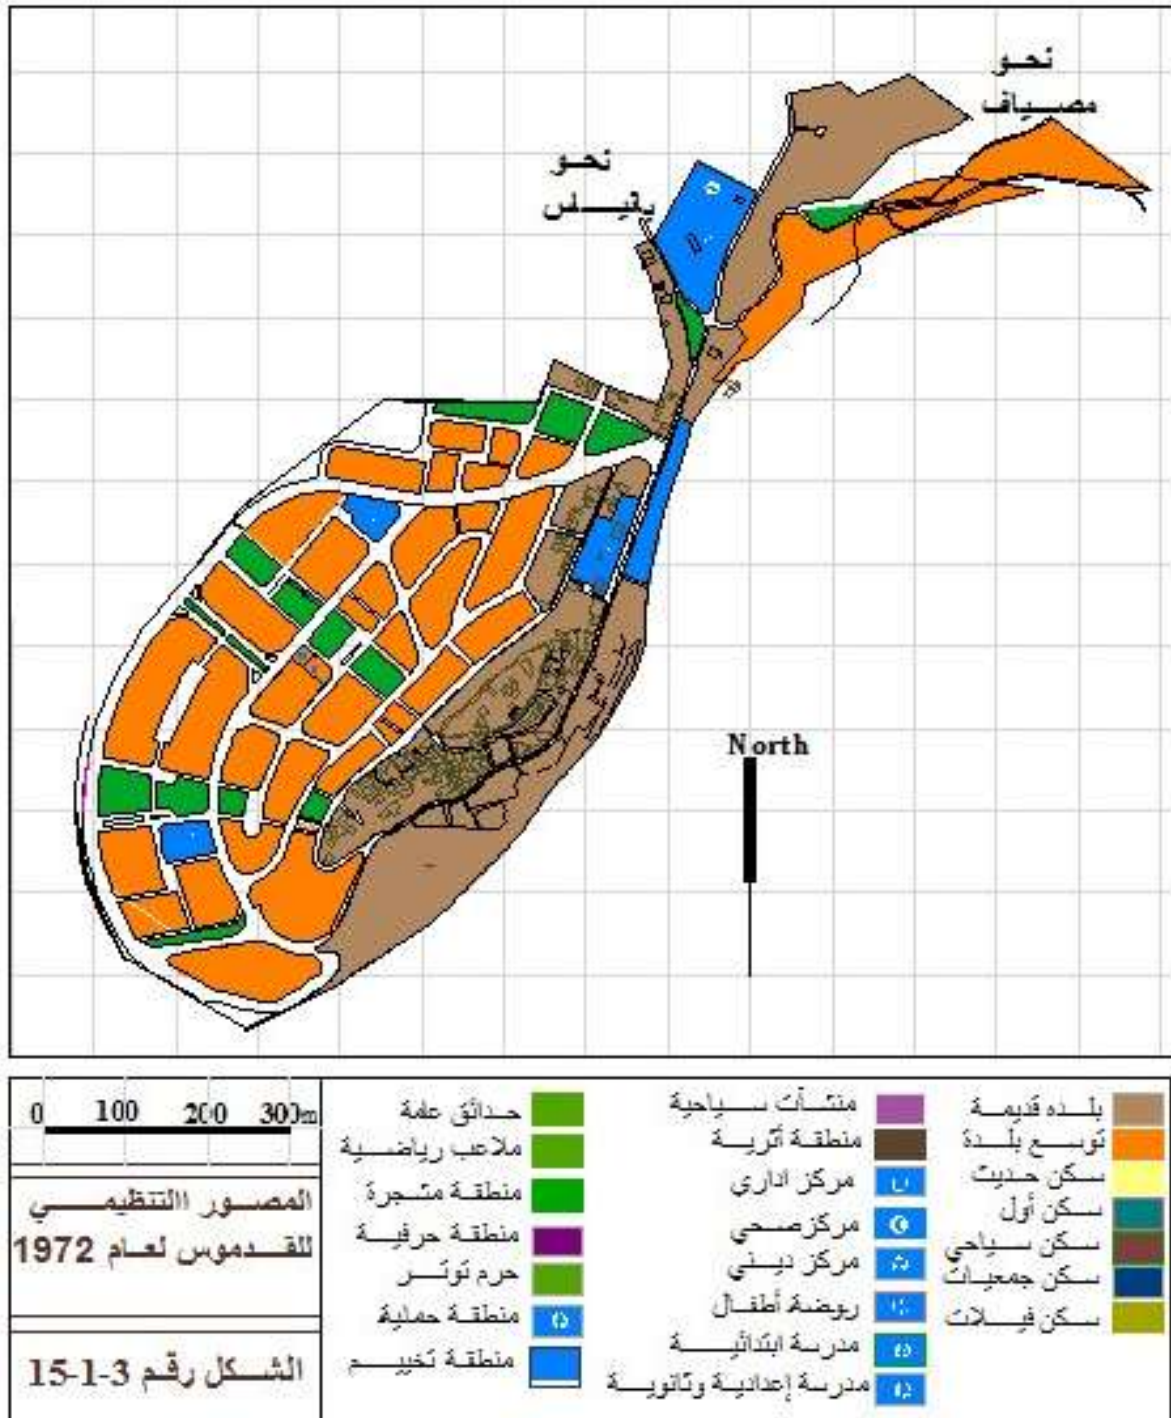 نحو
مصياف
نحو
بانياس
North
0 100 200 300m
المصور االتنظيمي
للقدموس لعام 1972
الشكل رقم 3-1-15
بلده قديمة
توسع بلدة
سكن حديث
سكن أول
سكن سياحي
سكن جمعيات
سكن فيلات
منشأت سياحية
منطقة أثرية
مركز اداري
مركز صحي
مركز ديني
روضة أطفال
مدرسة ابتدائية
مدرسة إعدادية وثانوية
حدائق عامة
ملاعب رياضية
منطقة مشجرة
منطقة حرفية
حرم توتر
منطقة حملية
منطقة تخييم